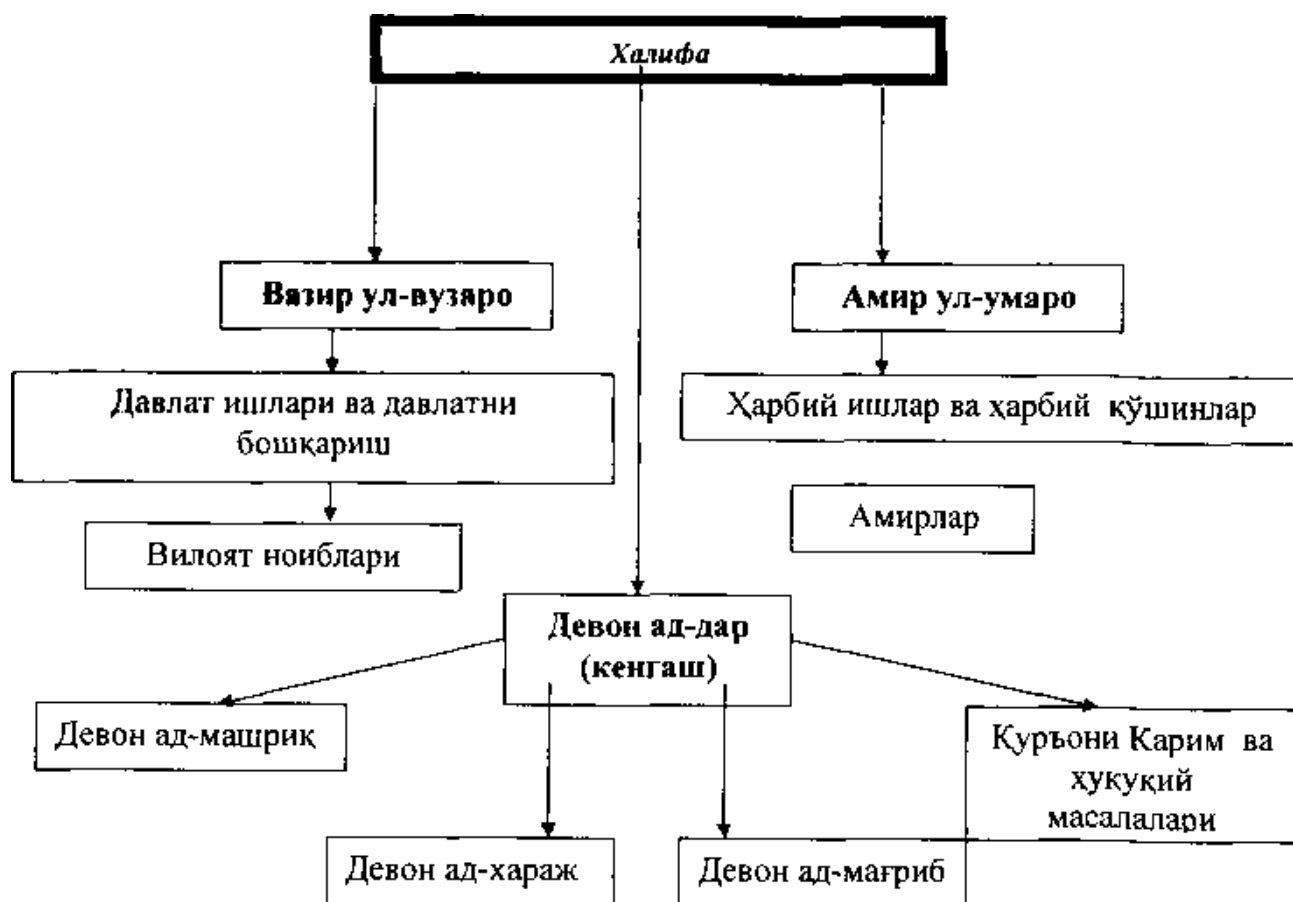 Халифа
Вазир ул-вузаро
Амир ул-умаро
Давлат ишлари ва давлатни
бошқариш
Ҳарбий ишлар ва ҳарбий қўшинлар
Амирлар
Вилоят ноиблари
Девон ад-дар
(кенгаш)
Девон ад-машриқ
Қуръони Карим ва
ҳуқуқий
масалалари
Девон ад-хараж
Девон ад-мағриб